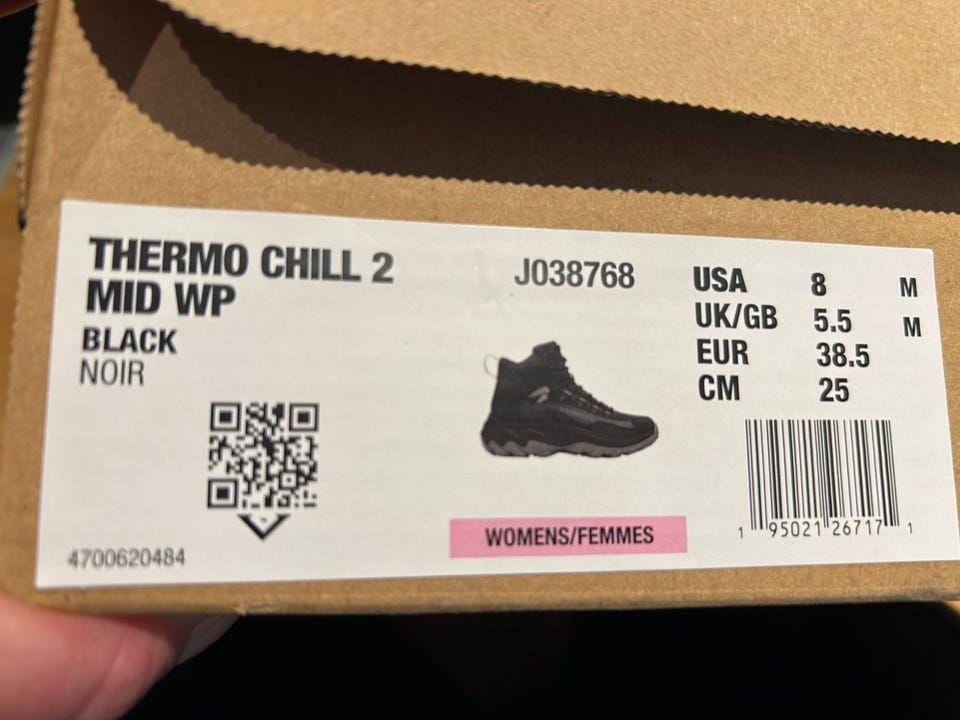 THERMO CHILL 2
MID WP
BLACK
NOIR
4700620484
J038768
WOMENS/FEMMES
USA 8 M
UK/GB 5.5 M
EUR 38.5
CM 25
1 95021 26717 1